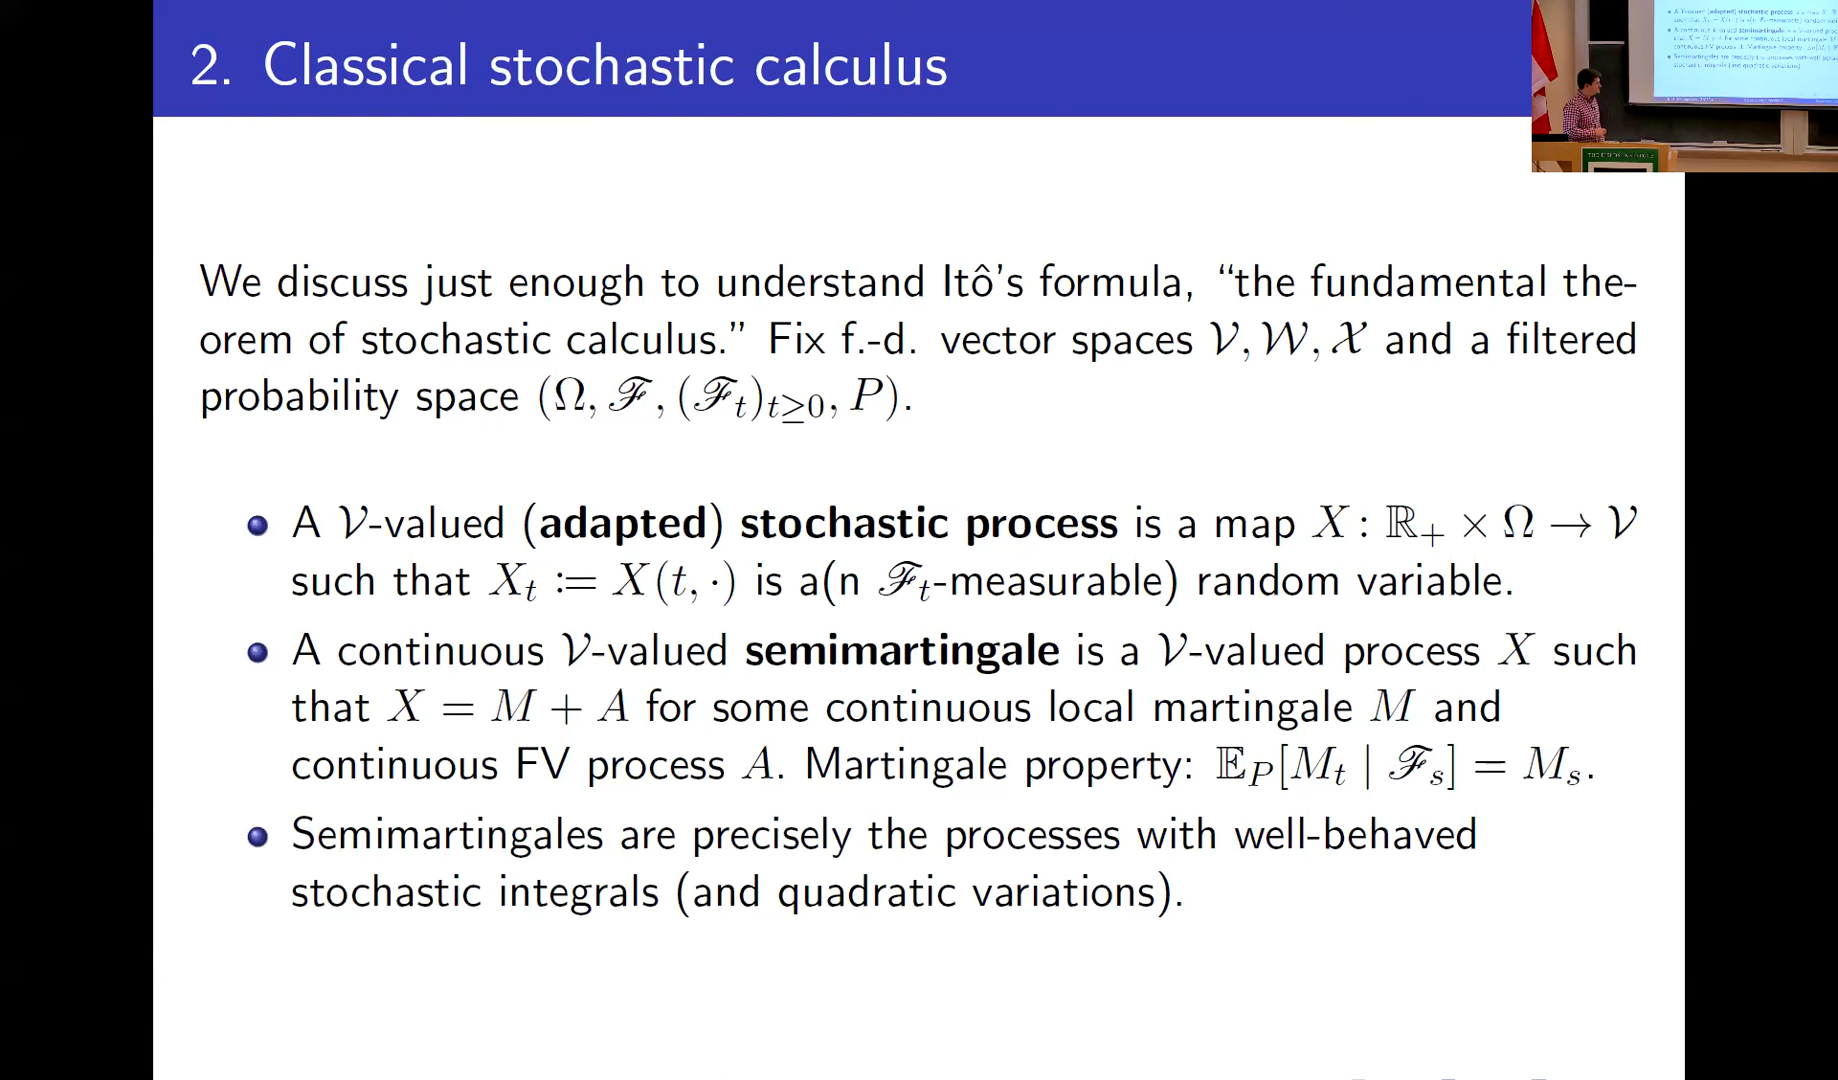 2. Classical stochastic calculus
We discuss just enough to understand Itô's formula, “the fundamental the-
orem of stochastic calculus.” Fix f.-d. vector spaces 𝒱, 𝒲, 𝒳 and a filtered
probability space (Ω, ℱ, (ℱ_t)_{t≥0}, P).
A 𝒱-valued (adapted) stochastic process is a map X: ℝ₊ × Ω → 𝒱
such that X_t := X(t, ·) is a(n ℱ_t-measurable) random variable.
A continuous 𝒱-valued semimartingale is a 𝒱-valued process X such
that X = M + A for some continuous local martingale M and
continuous FV process A. Martingale property: 𝔼_P[M_t | ℱ_s] = M_s.
Semimartingales are precisely the processes with well-behaved
stochastic integrals (and quadratic variations).